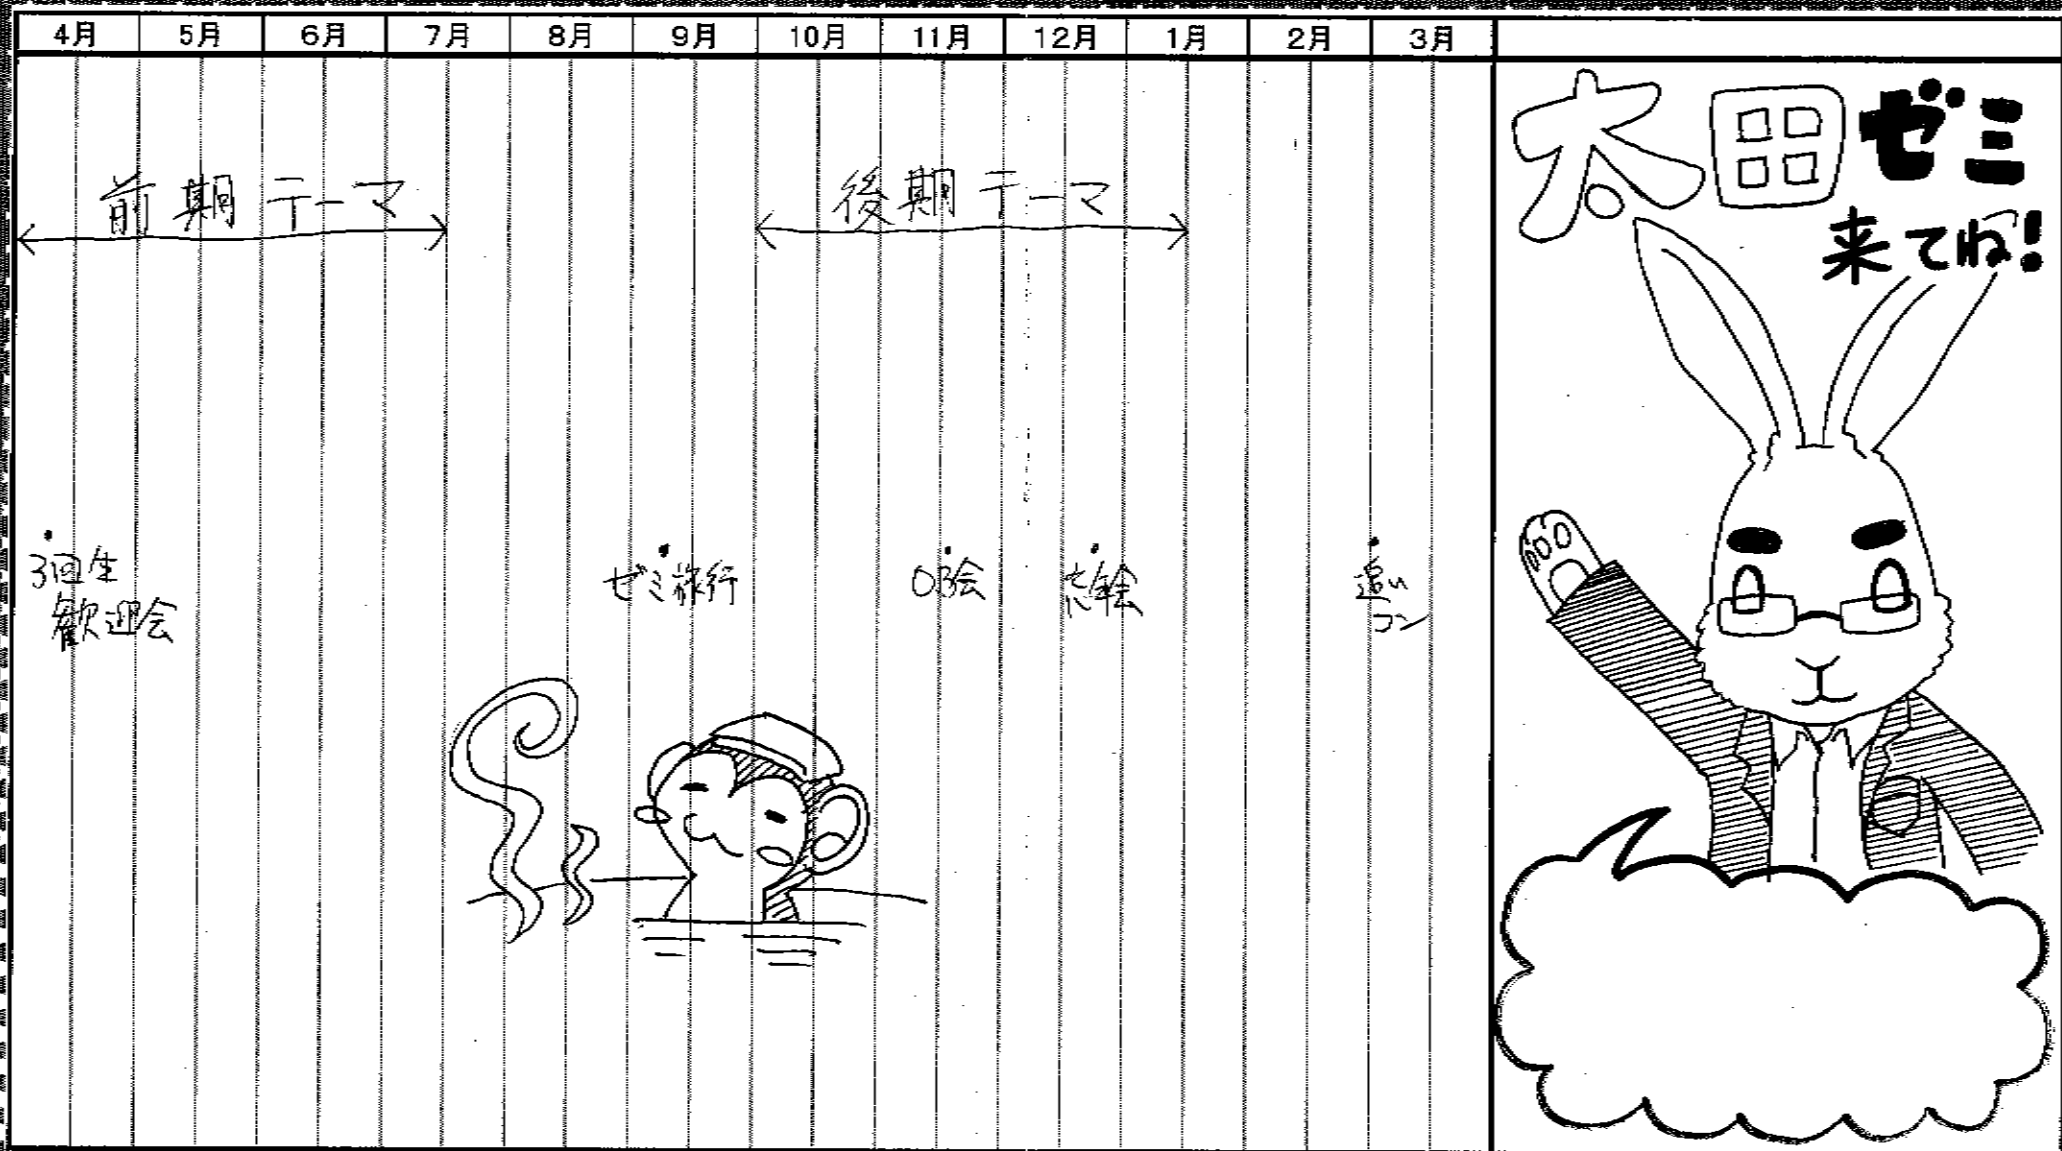 4月 5月 6月 7月 8月 9月 10月 11月 12月 1月 2月 3月
前期テーマ
後期テーマ
3回生
歓迎会
ゼミ旅行
OB会
忘年会
追い
コン
太田ゼミ
来てね!